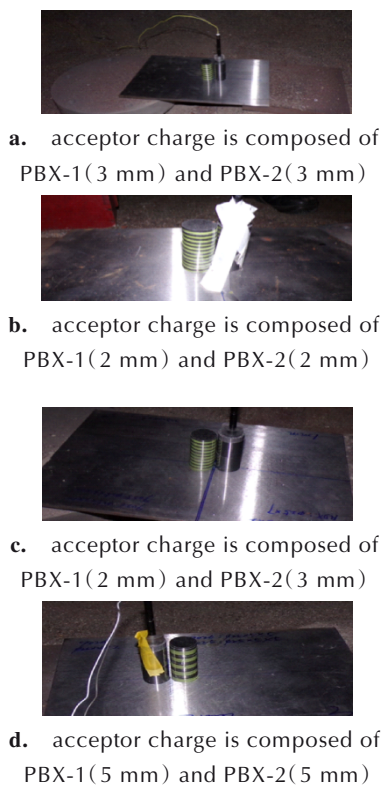 a. acceptor charge is composed of
PBX-1(3 mm) and PBX-2(3 mm)
b. acceptor charge is composed of
PBX-1(2 mm) and PBX-2(2 mm)
c. acceptor charge is composed of
PBX-1(2 mm) and PBX-2(3 mm)
d. acceptor charge is composed of
PBX-1(5 mm) and PBX-2(5 mm)